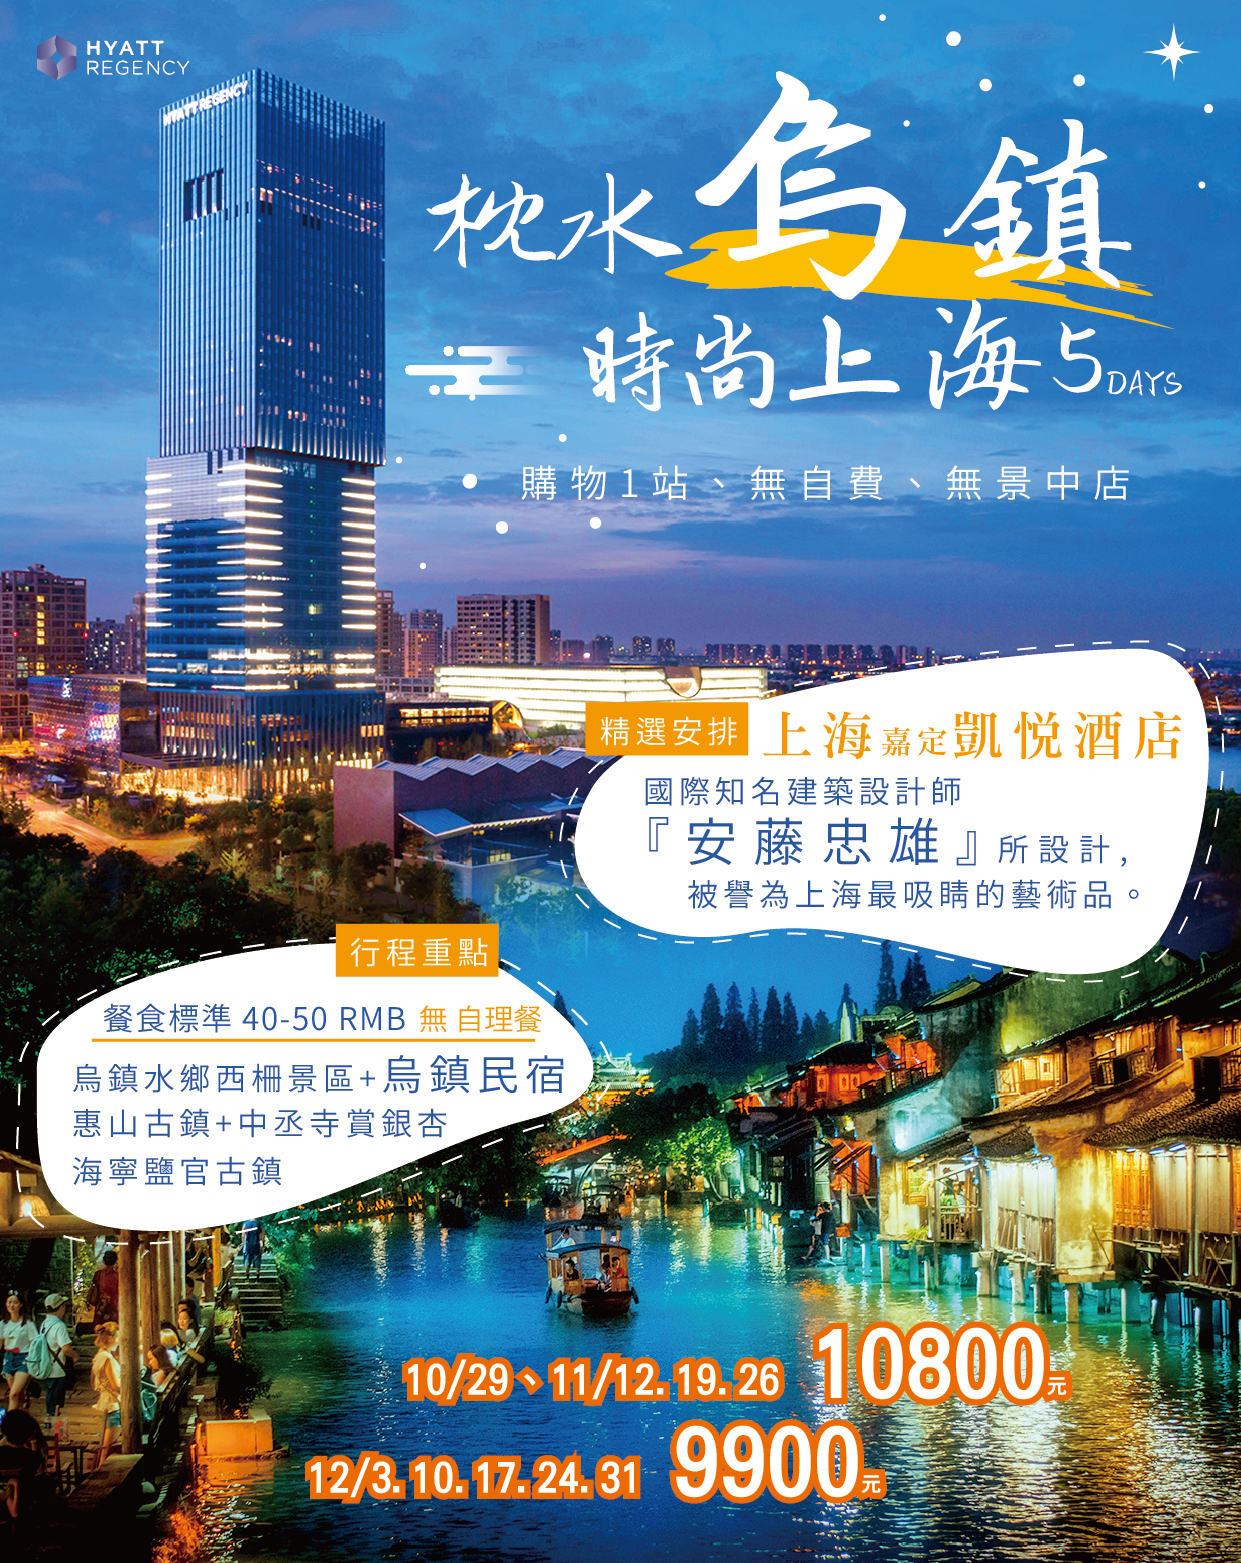 HYATT
REGENCY
HYATT REGENCY
枕水烏鎮
時尚上海5DAYS
購物1站、無自費、無景中店
精選安排 上海嘉定凱悅酒店
國際知名建築設計師
『安藤忠雄』所設計,
被譽為上海最吸睛的藝術品。
行程重點
餐食標準 40-50 RMB 無 自理餐
烏鎮水鄉西柵景區+烏鎮民宿
惠山古鎮+中丞寺賞銀杏
海寧鹽官古鎮
10/29、11/12.19.26 10800元
12/3.10.17.24.31 9900元